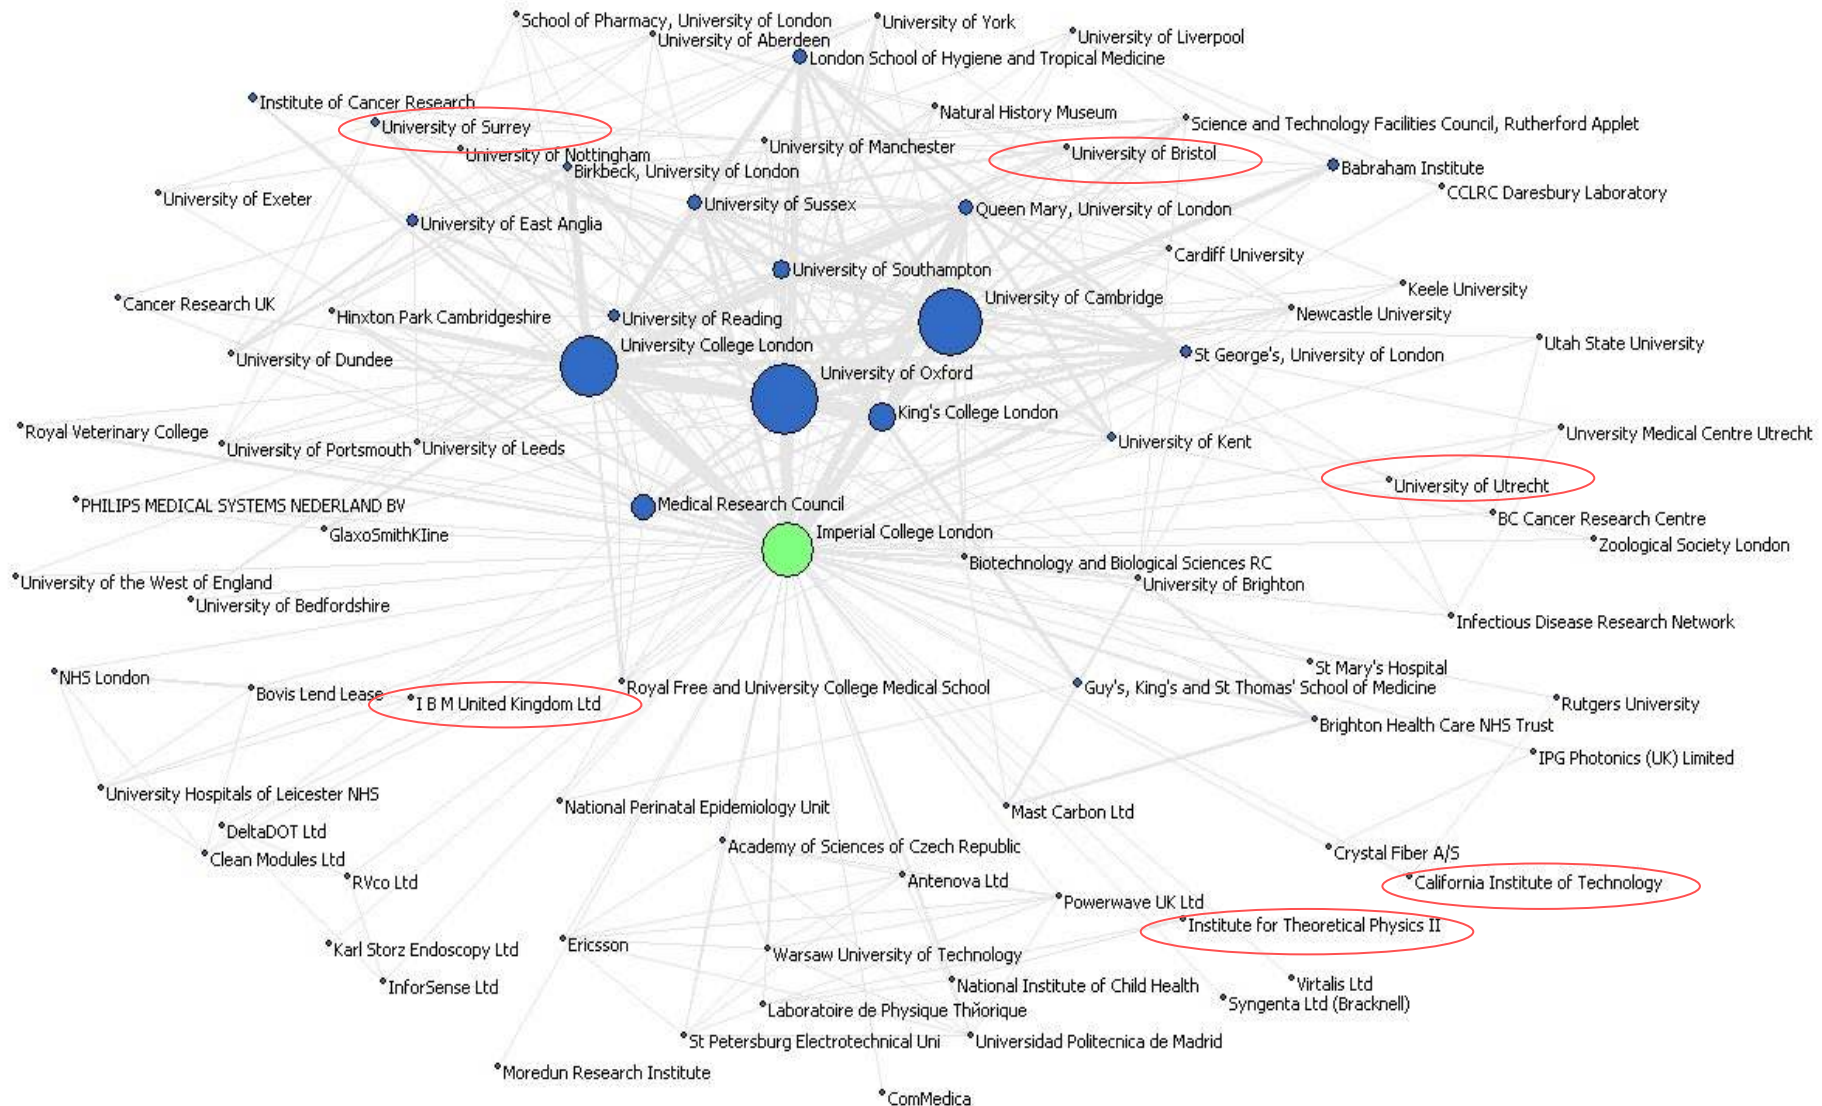 School of Pharmacy, University of London
University of York
University of Aberdeen
University of Liverpool
London School of Hygiene and Tropical Medicine
Institute of Cancer Research
Natural History Museum
University of Surrey
Science and Technology Facilities Council, Rutherford Applet
University of Nottingham
University of Manchester
University of Bristol
Birkbeck, University of London
Babraham Institute
University of Exeter
University of Sussex
Queen Mary, University of London
CCLRC Daresbury Laboratory
University of East Anglia
Cardiff University
University of Southampton
Cancer Research UK
Hinxton Park Cambridgeshire
University of Reading
University of Cambridge
Keele University
Newcastle University
University of Dundee
University College London
St George's, University of London
Utah State University
University of Oxford
King's College London
Royal Veterinary College
University of Portsmouth
University of Leeds
University of Kent
Unversity Medical Centre Utrecht
University of Utrecht
PHILIPS MEDICAL SYSTEMS NEDERLAND BV
Medical Research Council
BC Cancer Research Centre
GlaxoSmithKline
Imperial College London
Zoological Society London
Biotechnology and Biological Sciences RC
University of the West of England
University of Brighton
University of Bedfordshire
Infectious Disease Research Network
NHS London
St Mary's Hospital
Bovis Lend Lease
I B M United Kingdom Ltd
Royal Free and University College Medical School
Guy's, King's and St Thomas' School of Medicine
Rutgers University
Brighton Health Care NHS Trust
IPG Photonics (UK) Limited
University Hospitals of Leicester NHS
National Perinatal Epidemiology Unit
Mast Carbon Ltd
DeltaDOT Ltd
Clean Modules Ltd
Academy of Sciences of Czech Republic
Crystal Fiber A/S
RVco Ltd
Antenova Ltd
California Institute of Technology
Powerwave UK Ltd
Institute for Theoretical Physics II
Karl Storz Endoscopy Ltd
Ericsson
Warsaw University of Technology
InforSense Ltd
National Institute of Child Health
Virtalis Ltd
Syngenta Ltd (Bracknell)
Laboratoire de Physique Thйorique
St Petersburg Electrotechnical Uni
Universidad Politecnica de Madrid
Moredun Research Institute
ComMedica